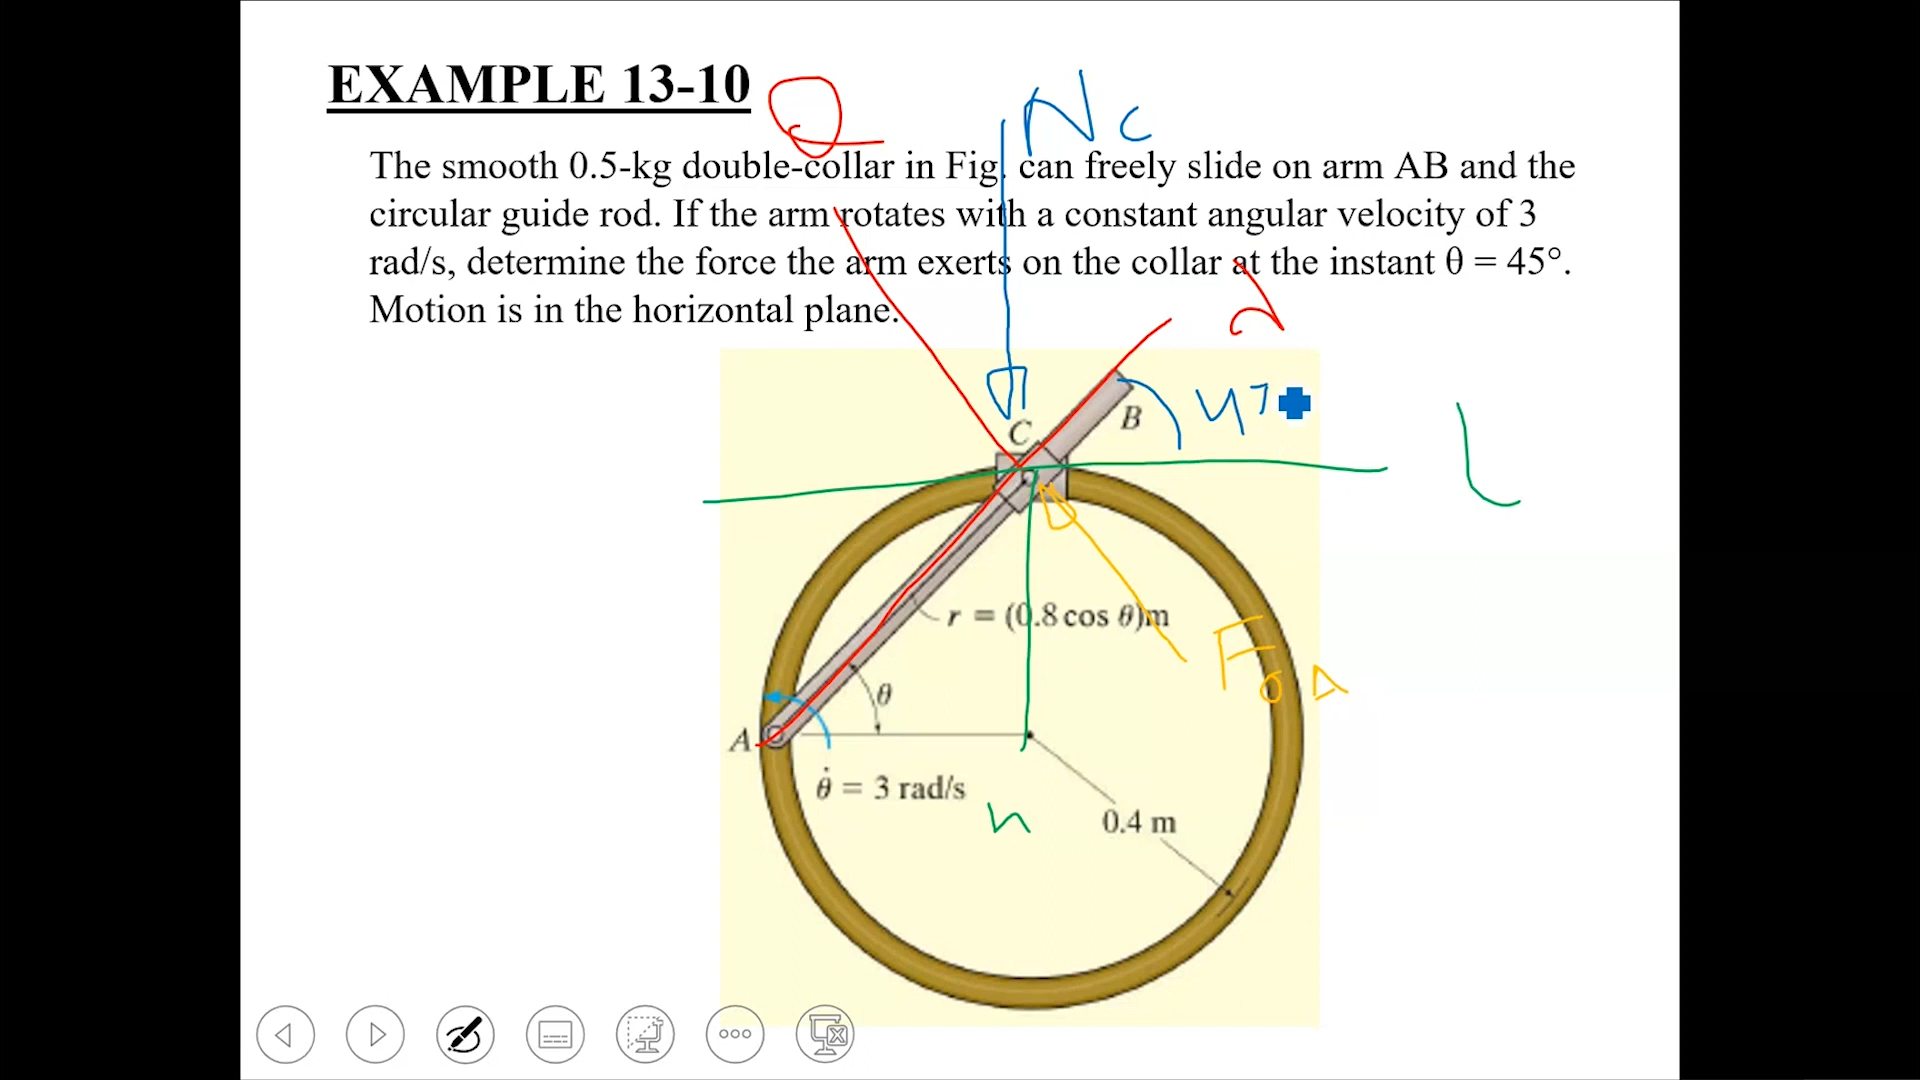 EXAMPLE 13-10
The smooth 0.5-kg double-collar in Fig. can freely slide on arm AB and the
circular guide rod. If the arm rotates with a constant angular velocity of 3
rad/s, determine the force the arm exerts on the collar at the instant θ = 45°.
Motion is in the horizontal plane.
Nc
C
B
r = (0.8 cos θ)m
θ
A
θ̇ = 3 rad/s
n
0.4 m